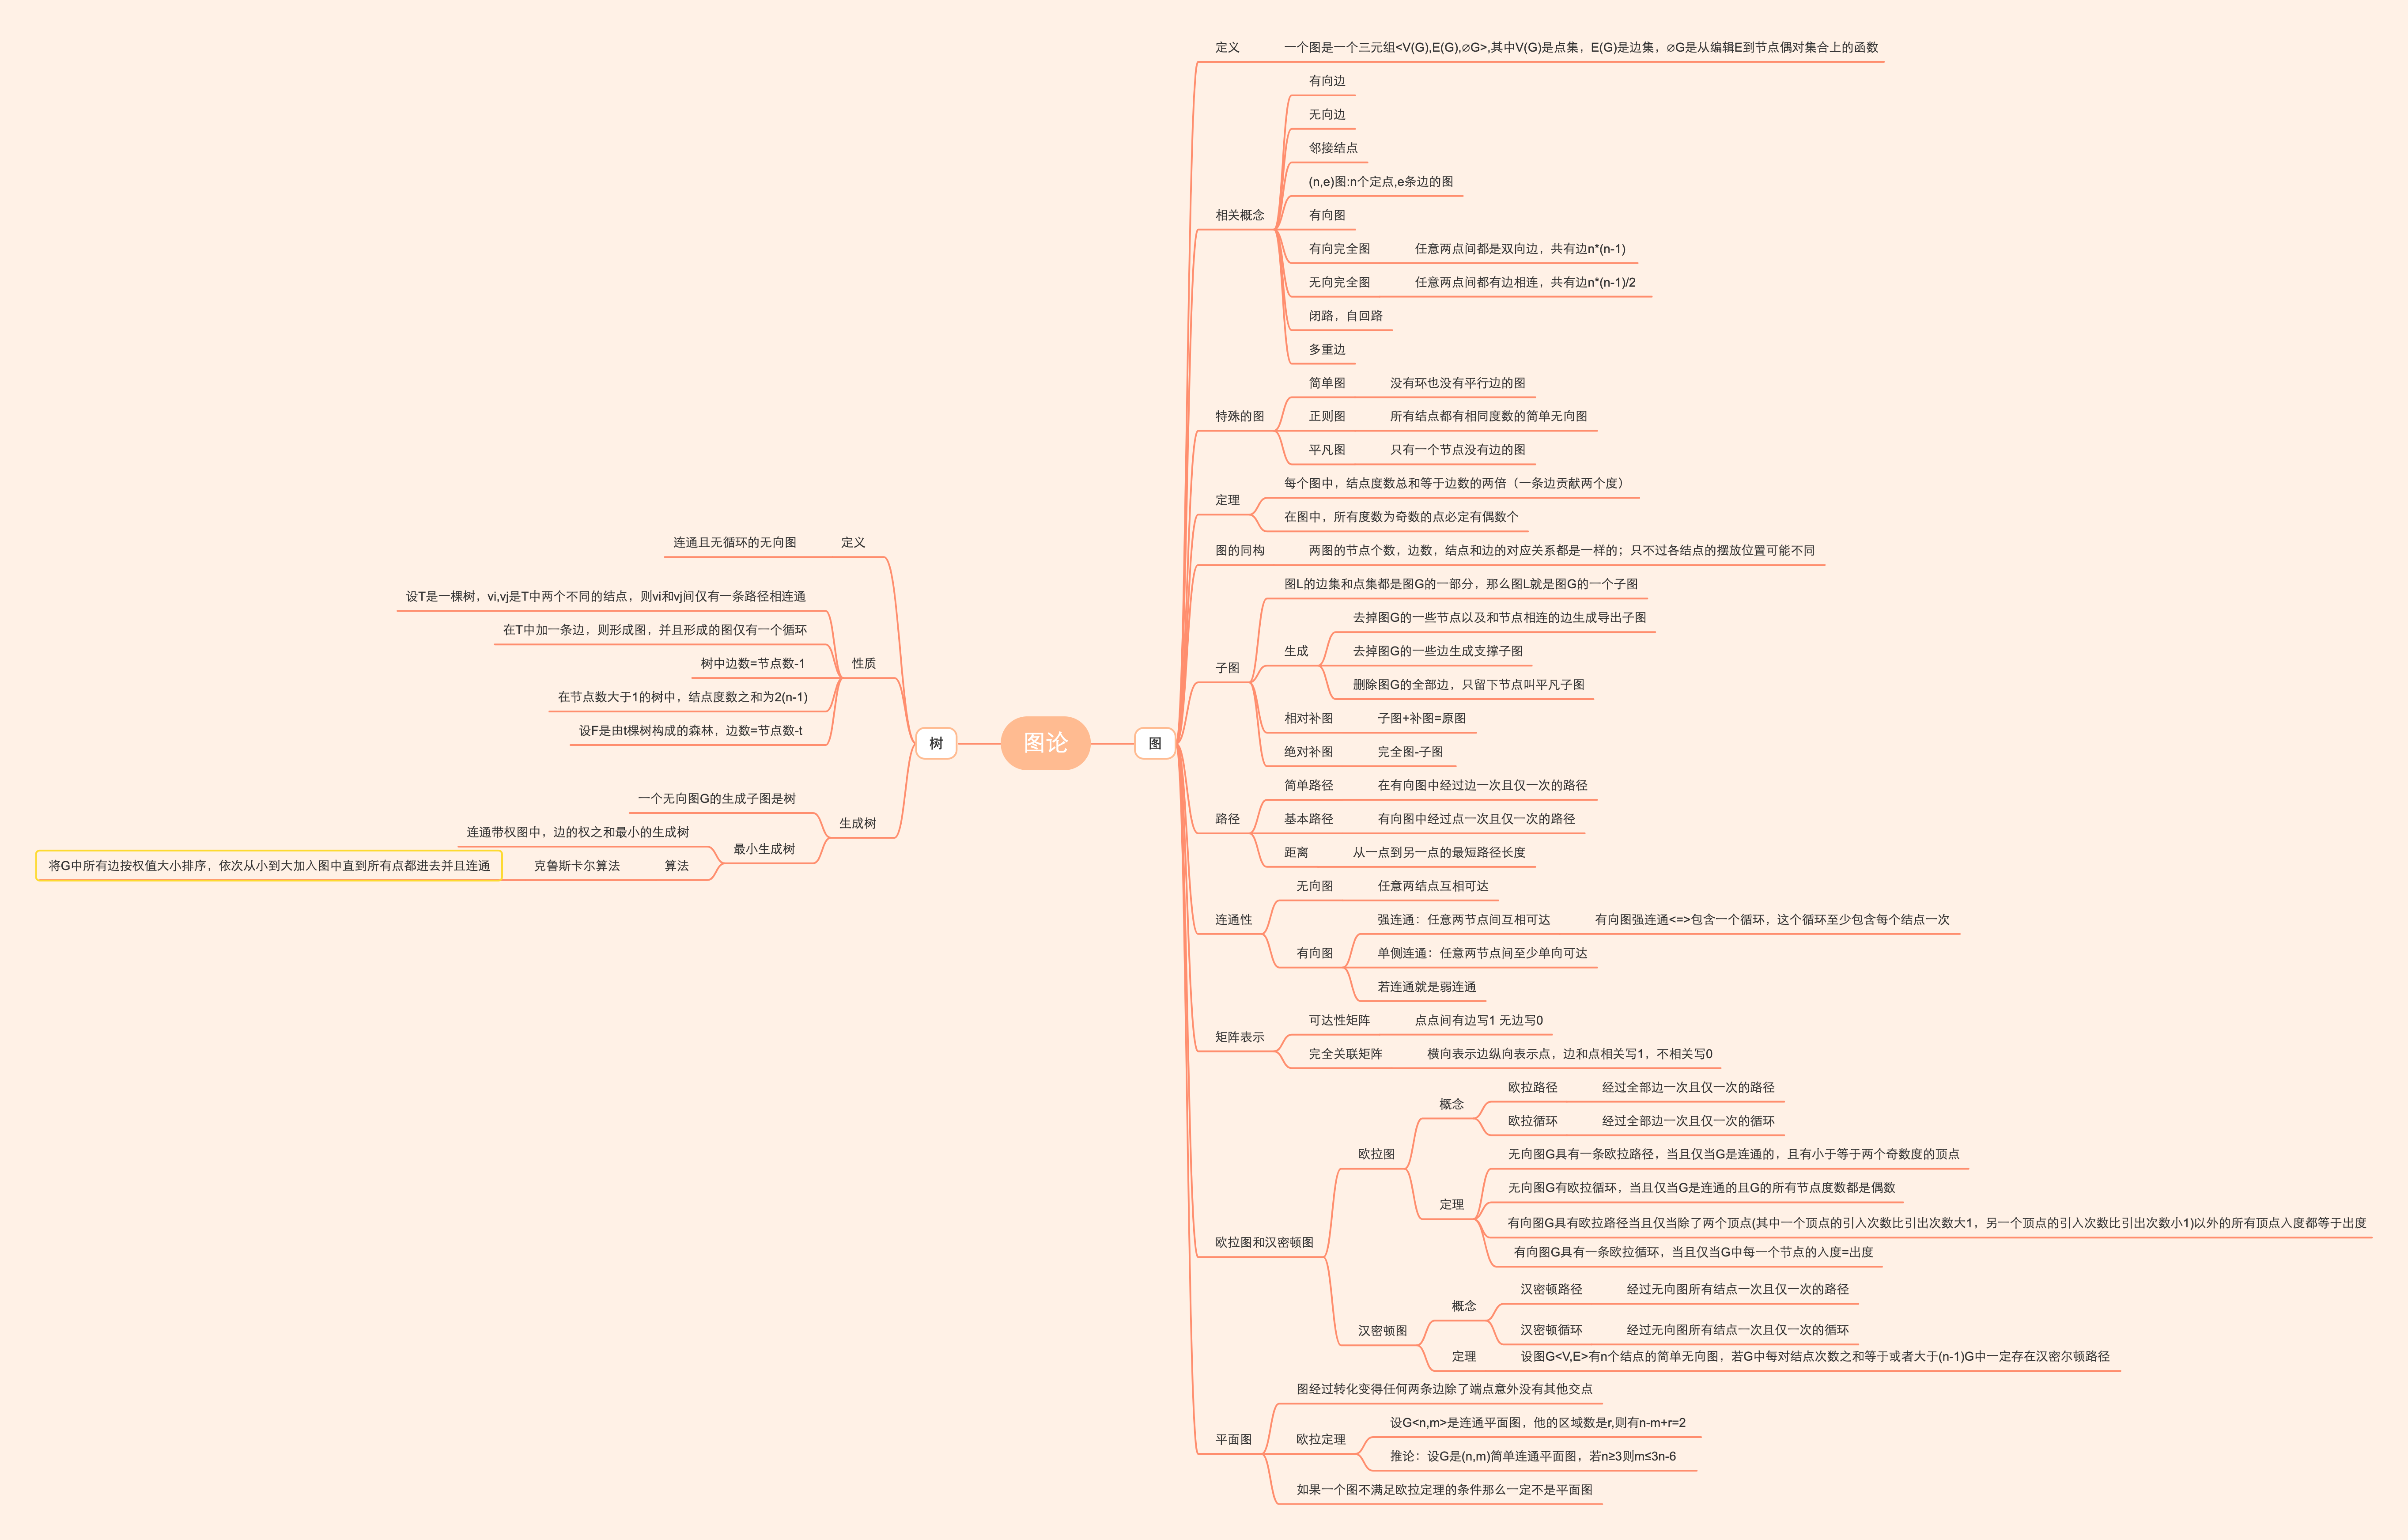 图论
图
定义
一个图是一个三元组<V(G),E(G),∅G>,其中V(G)是点集，E(G)是边集，∅G是从编辑E到节点偶对集合上的函数
相关概念
有向边
无向边
邻接结点
(n,e)图:n个定点,e条边的图
有向图
有向完全图
任意两点间都是双向边，共有边n*(n-1)
无向完全图
任意两点间都有边相连，共有边n*(n-1)/2
闭路，自回路
多重边
特殊的图
简单图
没有环也没有平行边的图
正则图
所有结点都有相同度数的简单无向图
平凡图
只有一个节点没有边的图
定理
每个图中，结点度数总和等于边数的两倍（一条边贡献两个度）
在图中，所有度数为奇数的点必定有偶数个
图的同构
两图的节点个数，边数，结点和边的对应关系都是一样的；只不过各结点的摆放位置可能不同
子图
图L的边集和点集都是图G的一部分，那么图L就是图G的一个子图
生成
去掉图G的一些节点以及和节点相连的边生成导出子图
去掉图G的一些边生成支撑子图
删除图G的全部边，只留下节点叫平凡子图
相对补图
子图+补图=原图
绝对补图
完全图-子图
路径
简单路径
在有向图中经过边一次且仅一次的路径
基本路径
有向图中经过点一次且仅一次的路径
距离
从一点到另一点的最短路径长度
连通性
无向图
任意两结点互相可达
有向图
强连通：任意两节点间互相可达
有向图强连通<=>包含一个循环，这个循环至少包含每个结点一次
单侧连通：任意两节点间至少单向可达
若连通就是弱连通
矩阵表示
可达性矩阵
点点间有边写1 无边写0
完全关联矩阵
横向表示边纵向表示点，边和点相关写1，不相关写0
欧拉图和汉密顿图
欧拉图
概念
欧拉路径
经过全部边一次且仅一次的路径
欧拉循环
经过全部边一次且仅一次的循环
定理
无向图G具有一条欧拉路径，当且仅当G是连通的，且有小于等于两个奇数度的顶点
无向图G有欧拉循环，当且仅当G是连通的且G的所有节点度数都是偶数
有向图G具有欧拉路径当且仅当除了两个顶点(其中一个顶点的引入次数比引出次数大1，另一个顶点的引入次数比引出次数小1)以外的所有顶点入度都等于出度
有向图G具有一条欧拉循环，当且仅当G中每一个节点的入度=出度
汉密顿图
概念
汉密顿路径
经过无向图所有结点一次且仅一次的路径
汉密顿循环
经过无向图所有结点一次且仅一次的循环
定理
设图G<V,E>有n个结点的简单无向图，若G中每对结点次数之和等于或者大于(n-1)G中一定存在汉密尔顿路径
平面图
图经过转化变得任何两条边除了端点意外没有其他交点
欧拉定理
设G<n,m>是连通平面图，他的区域数是r,则有n-m+r=2
推论：设G是(n,m)简单连通平面图，若n≥3则m≤3n-6
如果一个图不满足欧拉定理的条件那么一定不是平面图
树
定义
连通且无循环的无向图
性质
设T是一棵树，vi,vj是T中两个不同的结点，则vi和vj间仅有一条路径相连通
在T中加一条边，则形成图，并且形成的图仅有一个循环
树中边数=节点数-1
在节点数大于1的树中，结点度数之和为2(n-1)
设F是由t棵树构成的森林，边数=节点数-t
生成树
一个无向图G的生成子图是树
最小生成树
连通带权图中，边的权之和最小的生成树
算法
克鲁斯卡尔算法
将G中所有边按权值大小排序，依次从小到大加入图中直到所有点都进去并且连通